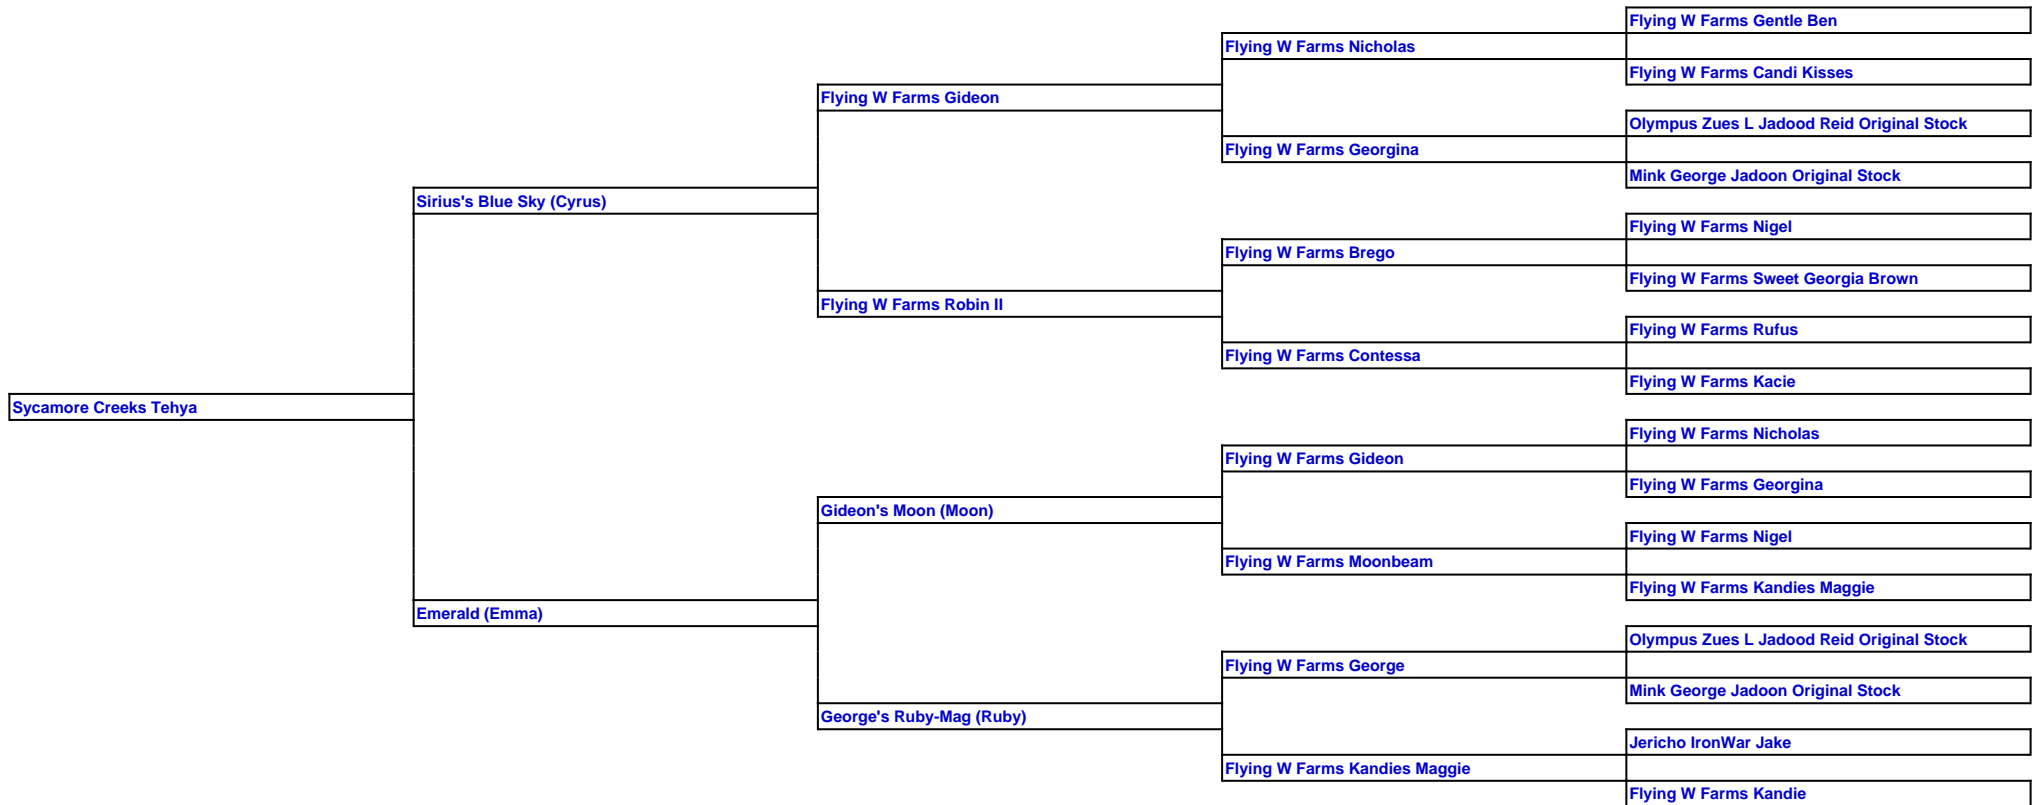 Flying W Farms Gentle Ben
Flying W Farms Nicholas
Flying W Farms Candi Kisses
Flying W Farms Gideon
Olympus Zues L Jadood Reid Original Stock
Flying W Farms Georgina
Mink George Jadoon Original Stock
Sirius's Blue Sky (Cyrus)
Flying W Farms Nigel
Flying W Farms Brego
Flying W Farms Sweet Georgia Brown
Flying W Farms Robin II
Flying W Farms Rufus
Flying W Farms Contessa
Flying W Farms Kacie
Sycamore Creeks Tehya
Flying W Farms Nicholas
Flying W Farms Gideon
Flying W Farms Georgina
Gideon's Moon (Moon)
Flying W Farms Nigel
Flying W Farms Moonbeam
Flying W Farms Kandies Maggie
Emerald (Emma)
Olympus Zues L Jadood Reid Original Stock
Flying W Farms George
Mink George Jadoon Original Stock
George's Ruby-Mag (Ruby)
Jericho IronWar Jake
Flying W Farms Kandies Maggie
Flying W Farms Kandie